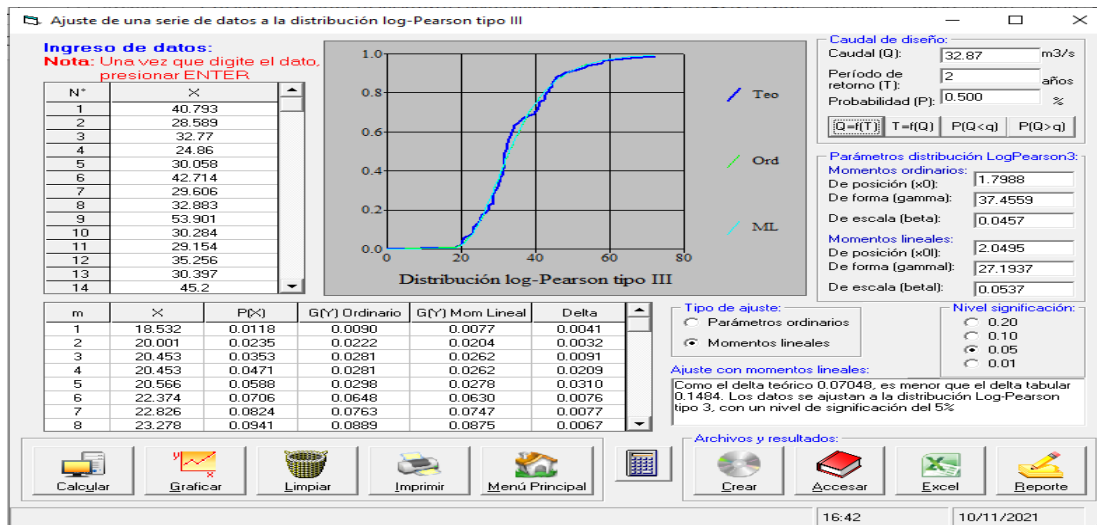 Ajuste de una serie de datos a la distribución log-Pearson tipo III
Ingreso de datos:
Nota: Una vez que digite el dato,
presionar ENTER
N° X
1 40.793
2 28.589
3 32.77
4 24.86
5 30.058
6 42.714
7 29.606
8 32.883
9 53.901
10 30.284
11 29.154
12 35.256
13 30.397
14 45.2
1.0
0.8
0.6
0.4
0.2
0.0
0 20 40 60 80
Distribución log-Pearson tipo III
Teo
Ord
ML
Caudal de diseño:
Caudal (Q): 32.87 m3/s
Período de
retorno (T): 2 años
Probabilidad (P): 0.500 %
Q=f(T) T=f(Q) P(Q<q) P(Q>q)
Parámetros distribución LogPearson3:
Momentos ordinarios:
De posición (x0): 1.7988
De forma (gamma): 37.4559
De escala (beta): 0.0457
Momentos lineales:
De posición (x0l): 2.0495
De forma (gammal): 27.1937
De escala (betal): 0.0537
m X P(X) G(Y) Ordinario G(Y) Mom Lineal Delta
1 18.532 0.0118 0.0090 0.0077 0.0041
2 20.001 0.0235 0.0222 0.0204 0.0032
3 20.453 0.0353 0.0281 0.0262 0.0091
4 20.453 0.0471 0.0281 0.0262 0.0209
5 20.566 0.0588 0.0298 0.0278 0.0310
6 22.374 0.0706 0.0648 0.0630 0.0076
7 22.826 0.0824 0.0763 0.0747 0.0077
8 23.278 0.0941 0.0889 0.0875 0.0067
Tipo de ajuste:
Parámetros ordinarios
Momentos lineales
Nivel significación:
0.20
0.10
0.05
0.01
Ajuste con momentos lineales:
Como el delta teórico 0.07048, es menor que el delta tabular
0.1484. Los datos se ajustan a la distribución Log-Pearson
tipo 3, con un nivel de significación del 5%
Calcular Graficar Limpiar Imprimir Menú Principal
Archivos y resultados:
Crear Accesar Excel Reporte
16:42 10/11/2021